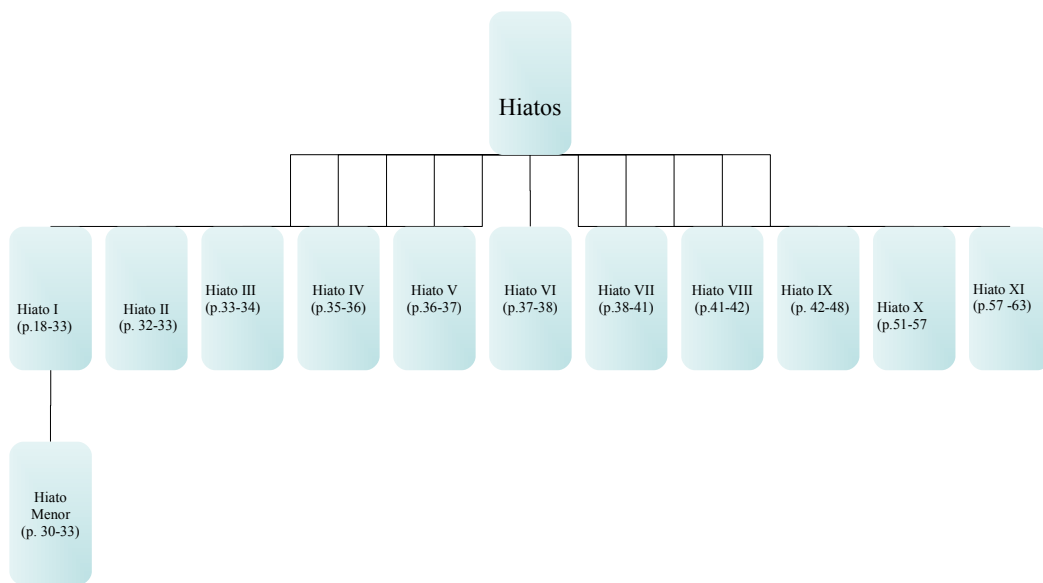 Hiatos
Hiato I
(p.18-33)
Hiato II
(p. 32-33)
Hiato III
(p.33-34)
Hiato IV
(p.35-36)
Hiato V
(p.36-37)
Hiato VI
(p.37-38)
Hiato VII
(p.38-41)
Hiato VIII
(p.41-42)
Hiato IX
(p. 42-48)
Hiato X
(p.51-57
Hiato XI
(p.57 -63)
Hiato
Menor
(p. 30-33)